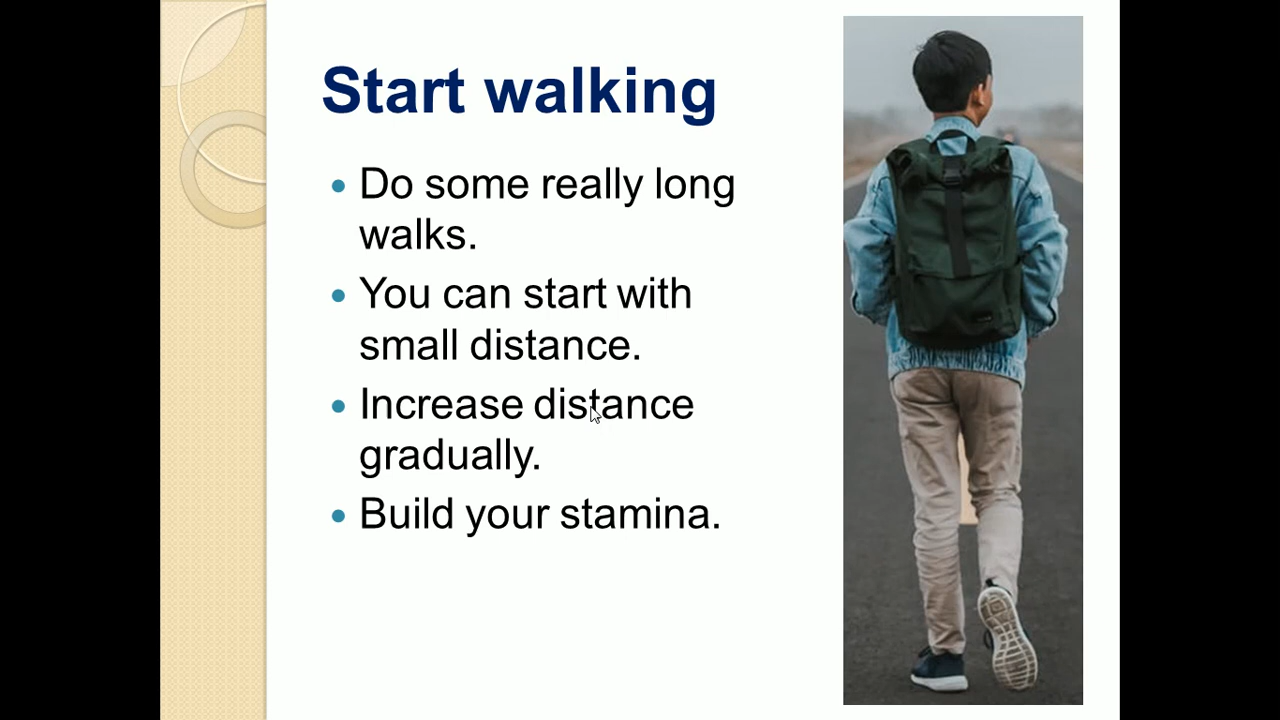 Start walking
Do some really long
walks.
You can start with
small distance.
Increase distance
gradually.
Build your stamina.